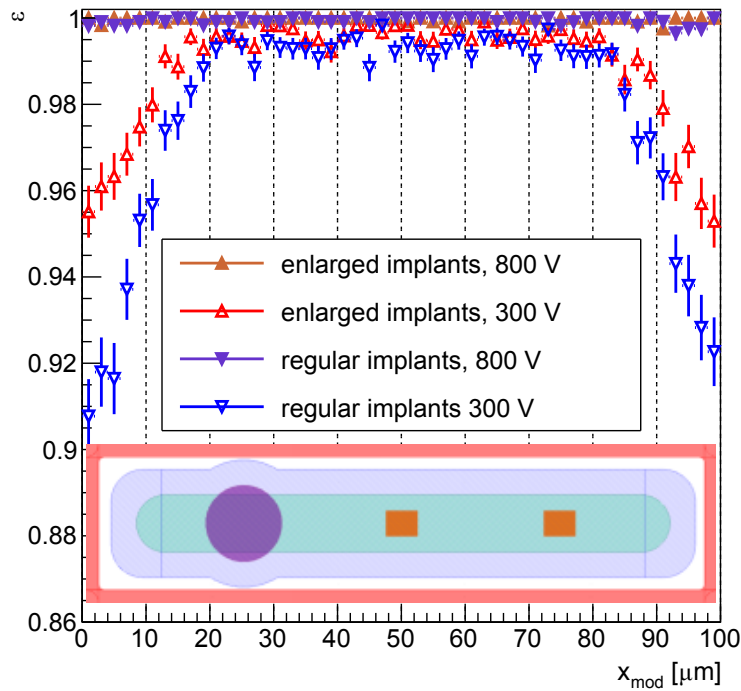 ε
1
0.98
0.96
0.94
0.92
0.9
0.88
0.86
enlarged implants, 800 V
enlarged implants, 300 V
regular implants, 800 V
regular implants 300 V
0 10 20 30 40 50 60 70 80 90 100
x_mod [μm]